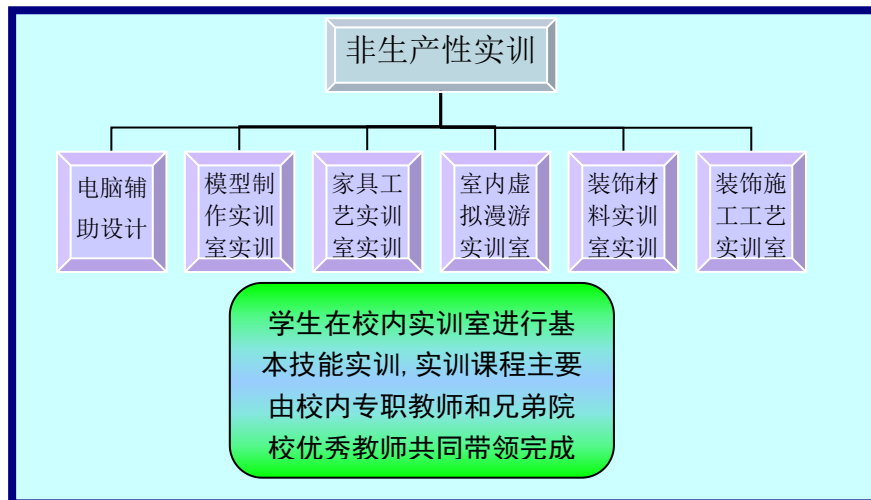 非生产性实训
电脑辅
助设计
模型制
作实训
室实训
家具工
艺实训
室实训
室内虚
拟漫游
实训室
装饰材
料实训
室实训
装饰施
工工艺
实训室
学生在校内实训室进行基
本技能实训,实训课程主要
由校内专职教师和兄弟院
校优秀教师共同带领完成